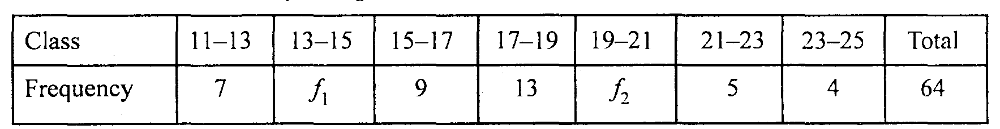 Class 11–13 13–15 15–17 17–19 19–21 21–23 23–25 Total
Frequency 7 f₁ 9 13 f₂ 5 4 64